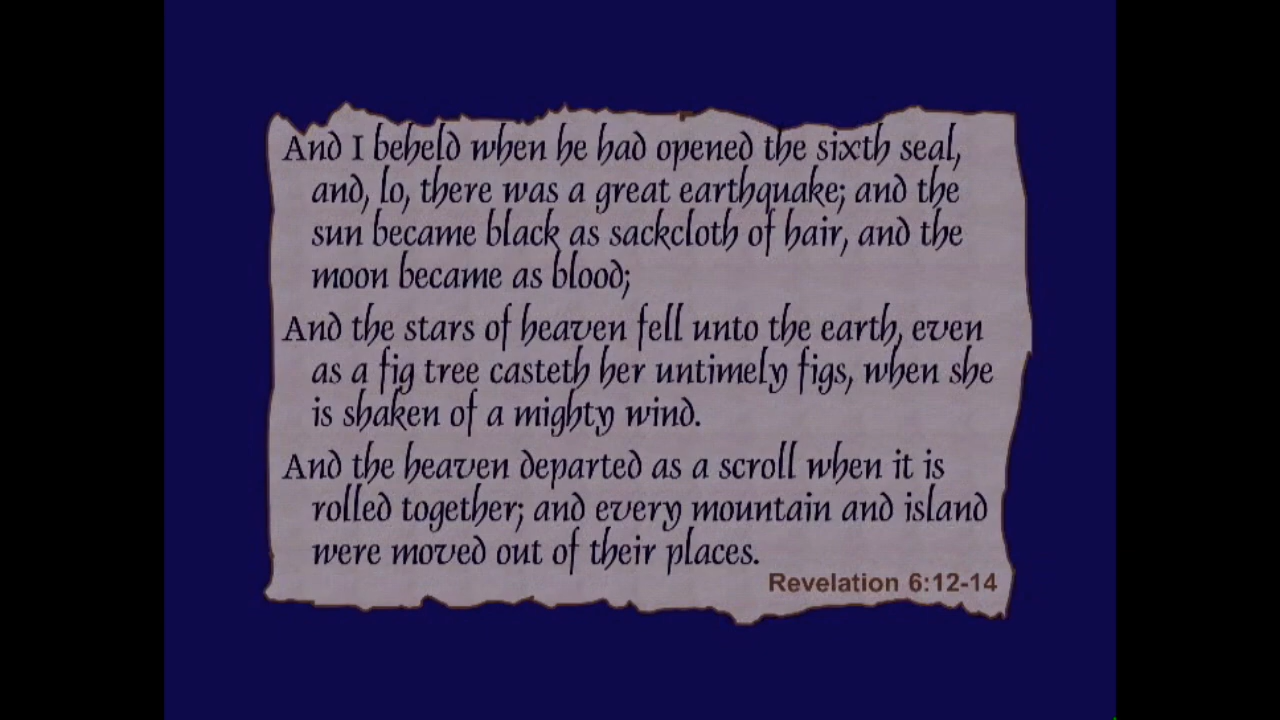 And I beheld when he had opened the sixth seal,
and, lo, there was a great earthquake; and the
sun became black as sackcloth of hair, and the
moon became as blood;
And the stars of heaven fell unto the earth, even
as a fig tree casteth her untimely figs, when she
is shaken of a mighty wind.
And the heaven departed as a scroll when it is
rolled together; and every mountain and island
were moved out of their places.
Revelation 6:12-14